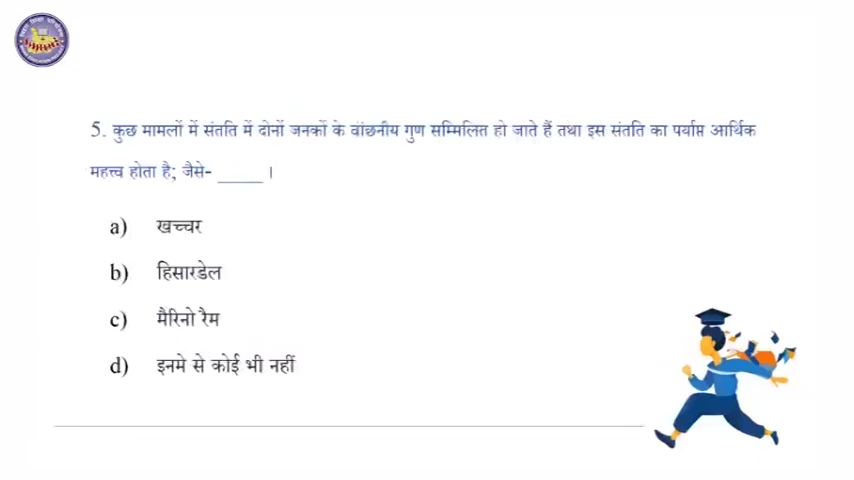 5. कुछ मामलों में संतति में दोनों जनकों के वांछनीय गुण सम्मिलित हो जाते हैं तथा इस संतति का पर्याप्त आर्थिक
महत्त्व होता है; जैसे- _____ ।
a) खच्चर
b) हिसारडेल
c) मैरिनो रैम
d) इनमे से कोई भी नहीं